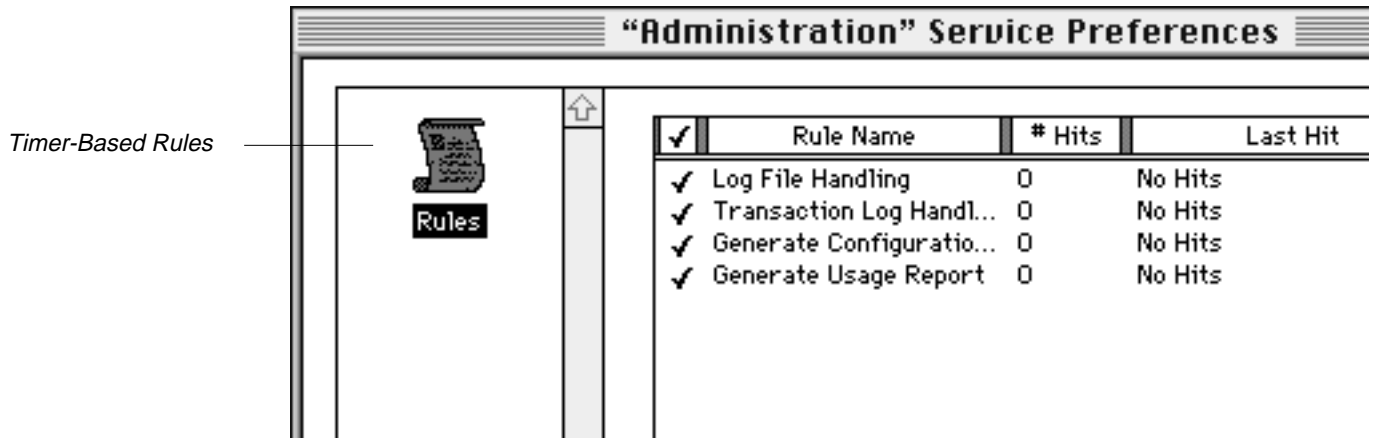 “Administration” Service Preferences
Timer-Based Rules
Rules
✓ Rule Name # Hits Last Hit
✓ Log File Handling 0 No Hits
✓ Transaction Log Handl... 0 No Hits
✓ Generate Configuratio... 0 No Hits
✓ Generate Usage Report 0 No Hits